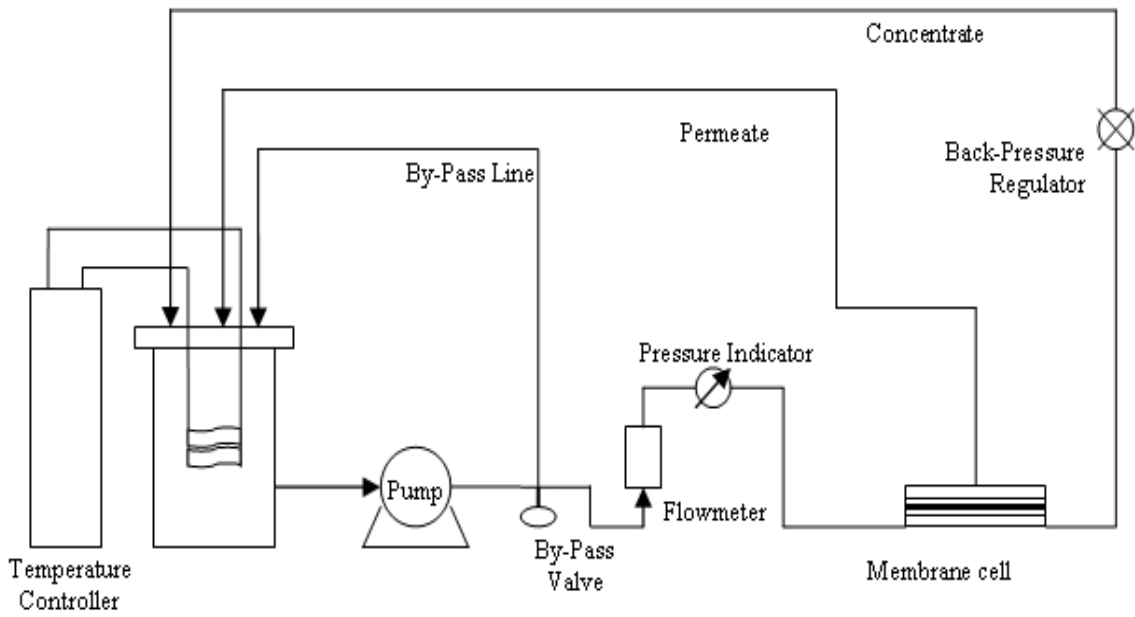 Concentrate
Permeate
Back-Pressure
Regulator
By-Pass Line
Pressure Indicator
Pump
Flowmeter
By-Pass
Valve
Membrane cell
Temperature
Controller